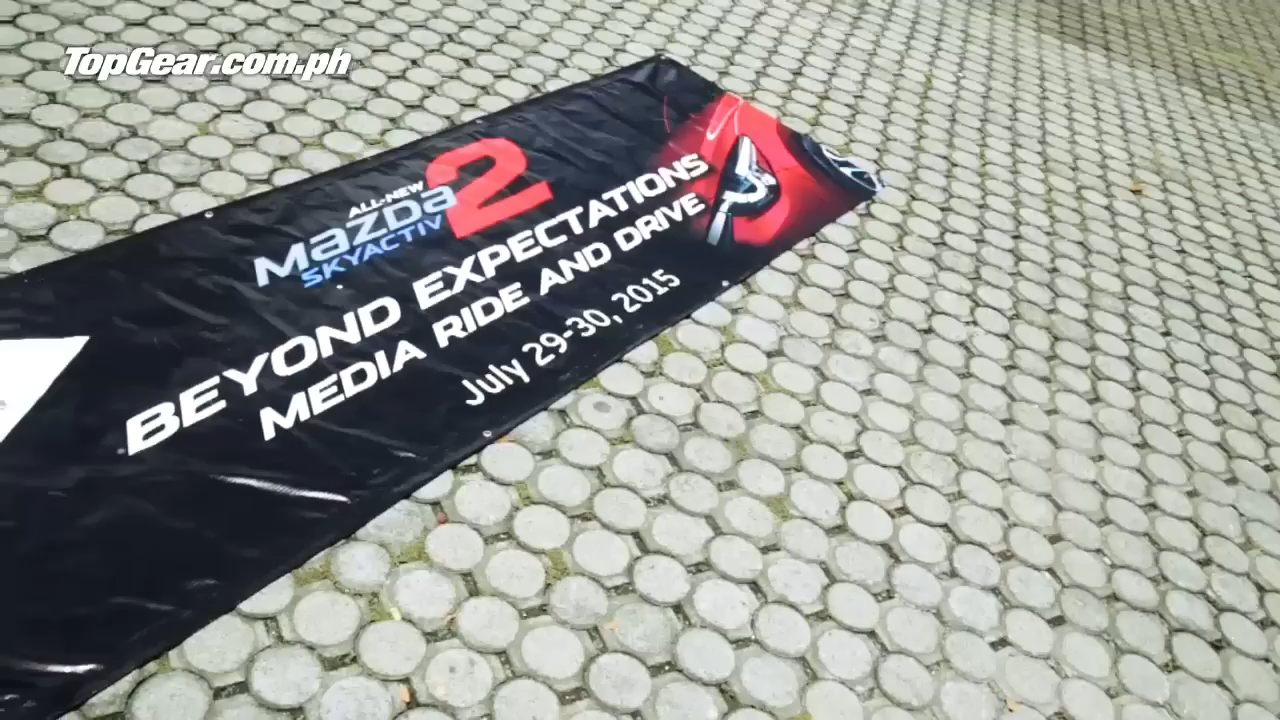 TopGear.com.ph
ALL-NEW
mazda 2
SKYACTIV
BEYOND EXPECTATIONS
MEDIA RIDE AND DRIVE
July 29-30, 2015